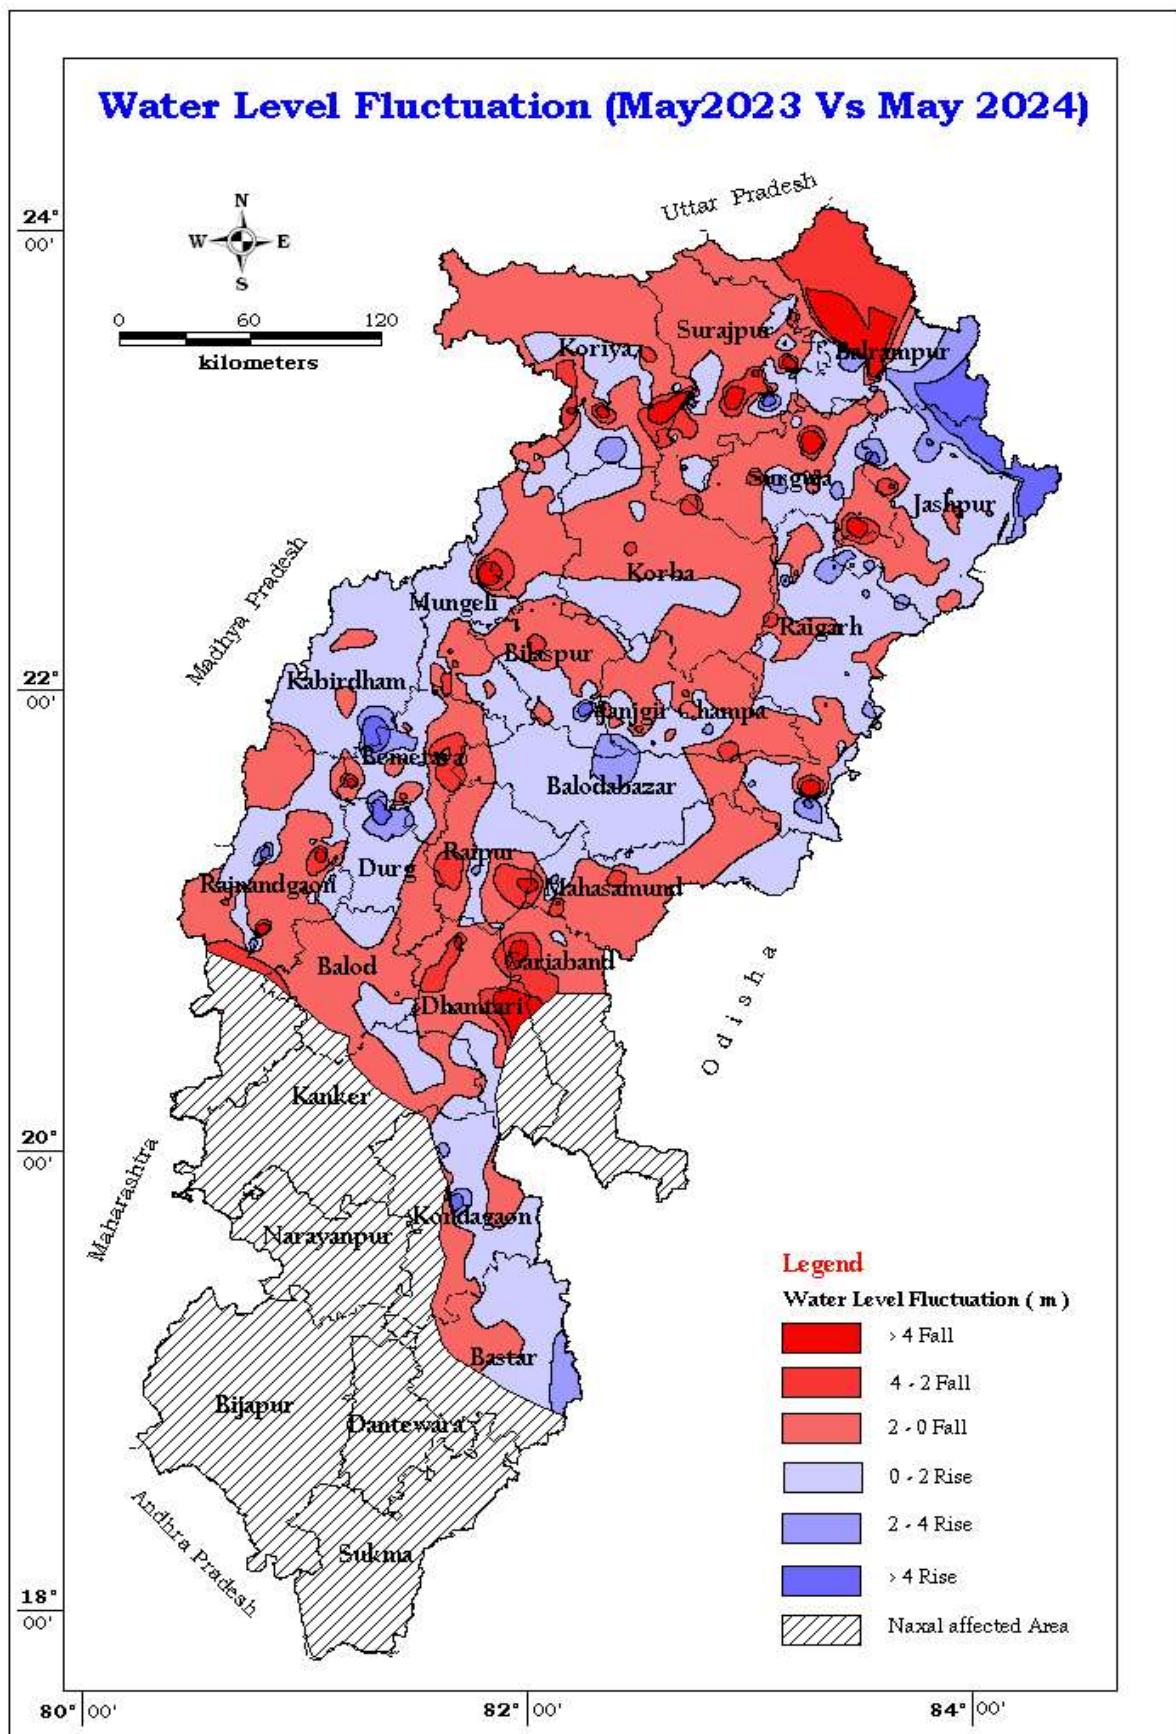 Water Level Fluctuation (May2023 Vs May 2024)
Uttar Pradesh
24°
00'
N
W E
S
0 60 120
kilometers
Surajpur
Koriya
Balrampur
Surguja
Jashpur
Madhya Pradesh
Korba
Mungeli
Raigarh
Bilaspur
22°
00'
Kabirdham
Janjgir Champa
Bemetara
Balodabazar
Raipur
Durg
Rajnandgaon
Mahasamund
Balod
Gariaband
Dhamtari
Odisha
Kanker
20°
00'
Maharashtra
Kondagaon
Narayanpur
Legend
Water Level Fluctuation ( m )
> 4 Fall
4 - 2 Fall
2 - 0 Fall
0 - 2 Rise
2 - 4 Rise
> 4 Rise
Naxal affected Area
Bastar
Bijapur
Dantewara
Andhra Pradesh
Sukma
18°
00'
80° 00'
82° 00'
84° 00'